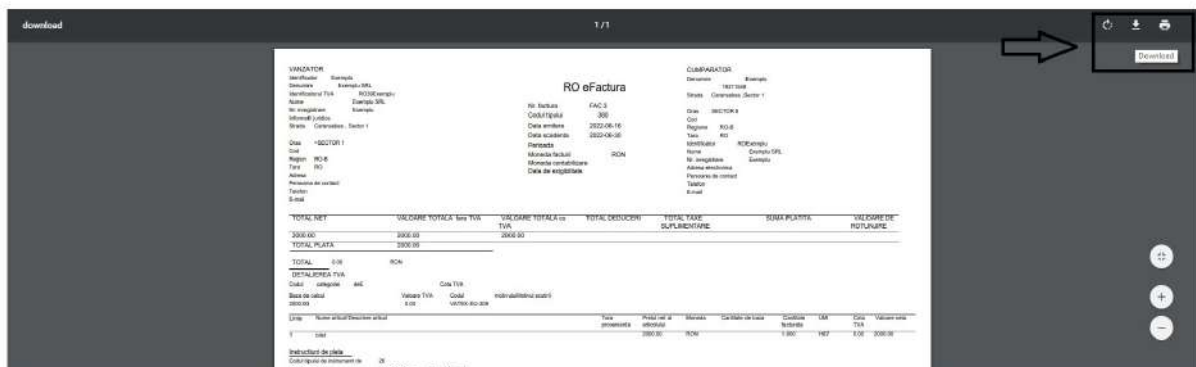 download
1 / 1
Download
VANZATOR
Identificator Exemplu
Denumire Exemplu SRL
Identificatorul TVA
Nume Exemplu SRL
Nr. inregistrare Exemplu
Informatii juridice
Strada Sector 1
Oras SECTOR 1
Cod
Regiun RO-B
Tara RO
Adresa
Persoana de contact
Telefon
E-mail
RO eFactura
Nr. factura FAC 3
Codul tipului 380
Data emitere 2022-06-16
Data scadenta 2022-06-30
Perioada
Moneda facturii RON
Moneda contabilizare
Data de exigibilitate
CUMPARATOR
Denumire Exemplu
Strada Sector 1
Oras
Cod
Regiune RO-B
Tara RO
Identificator ROExemplu
Nume Exemplu SRL
Nr. inregistrare Exemplu
Adresa electronica
Persoana de contact
Telefon
E-mail
TOTAL NET VALOARE TOTALA fara TVA VALOARE TOTALA cu TVA TOTAL DEDUCERI TOTAL TAXE SUPLIMENTARE SUMA PLATITA VALOARE DE ROTUNJIRE
2000.00 2000.00 2000.00
TOTAL PLATA 2000.00
TOTAL 0.00 RON
DETALIEREA TVA
Codul categoriei Cota TVA
Baza de calcul Valoare TVA Codul
2000.00 0.00
Linie Nume articol/Descriere articol Tara provenienta Pretul net al articolului Moneda Cantitate de baza Cantitate facturata UM Cota TVA Valoare neta
1 2000.00 RON 1.000 H87 0.00 2000.00
Instructiuni de plata
Codul tipului de instrument de